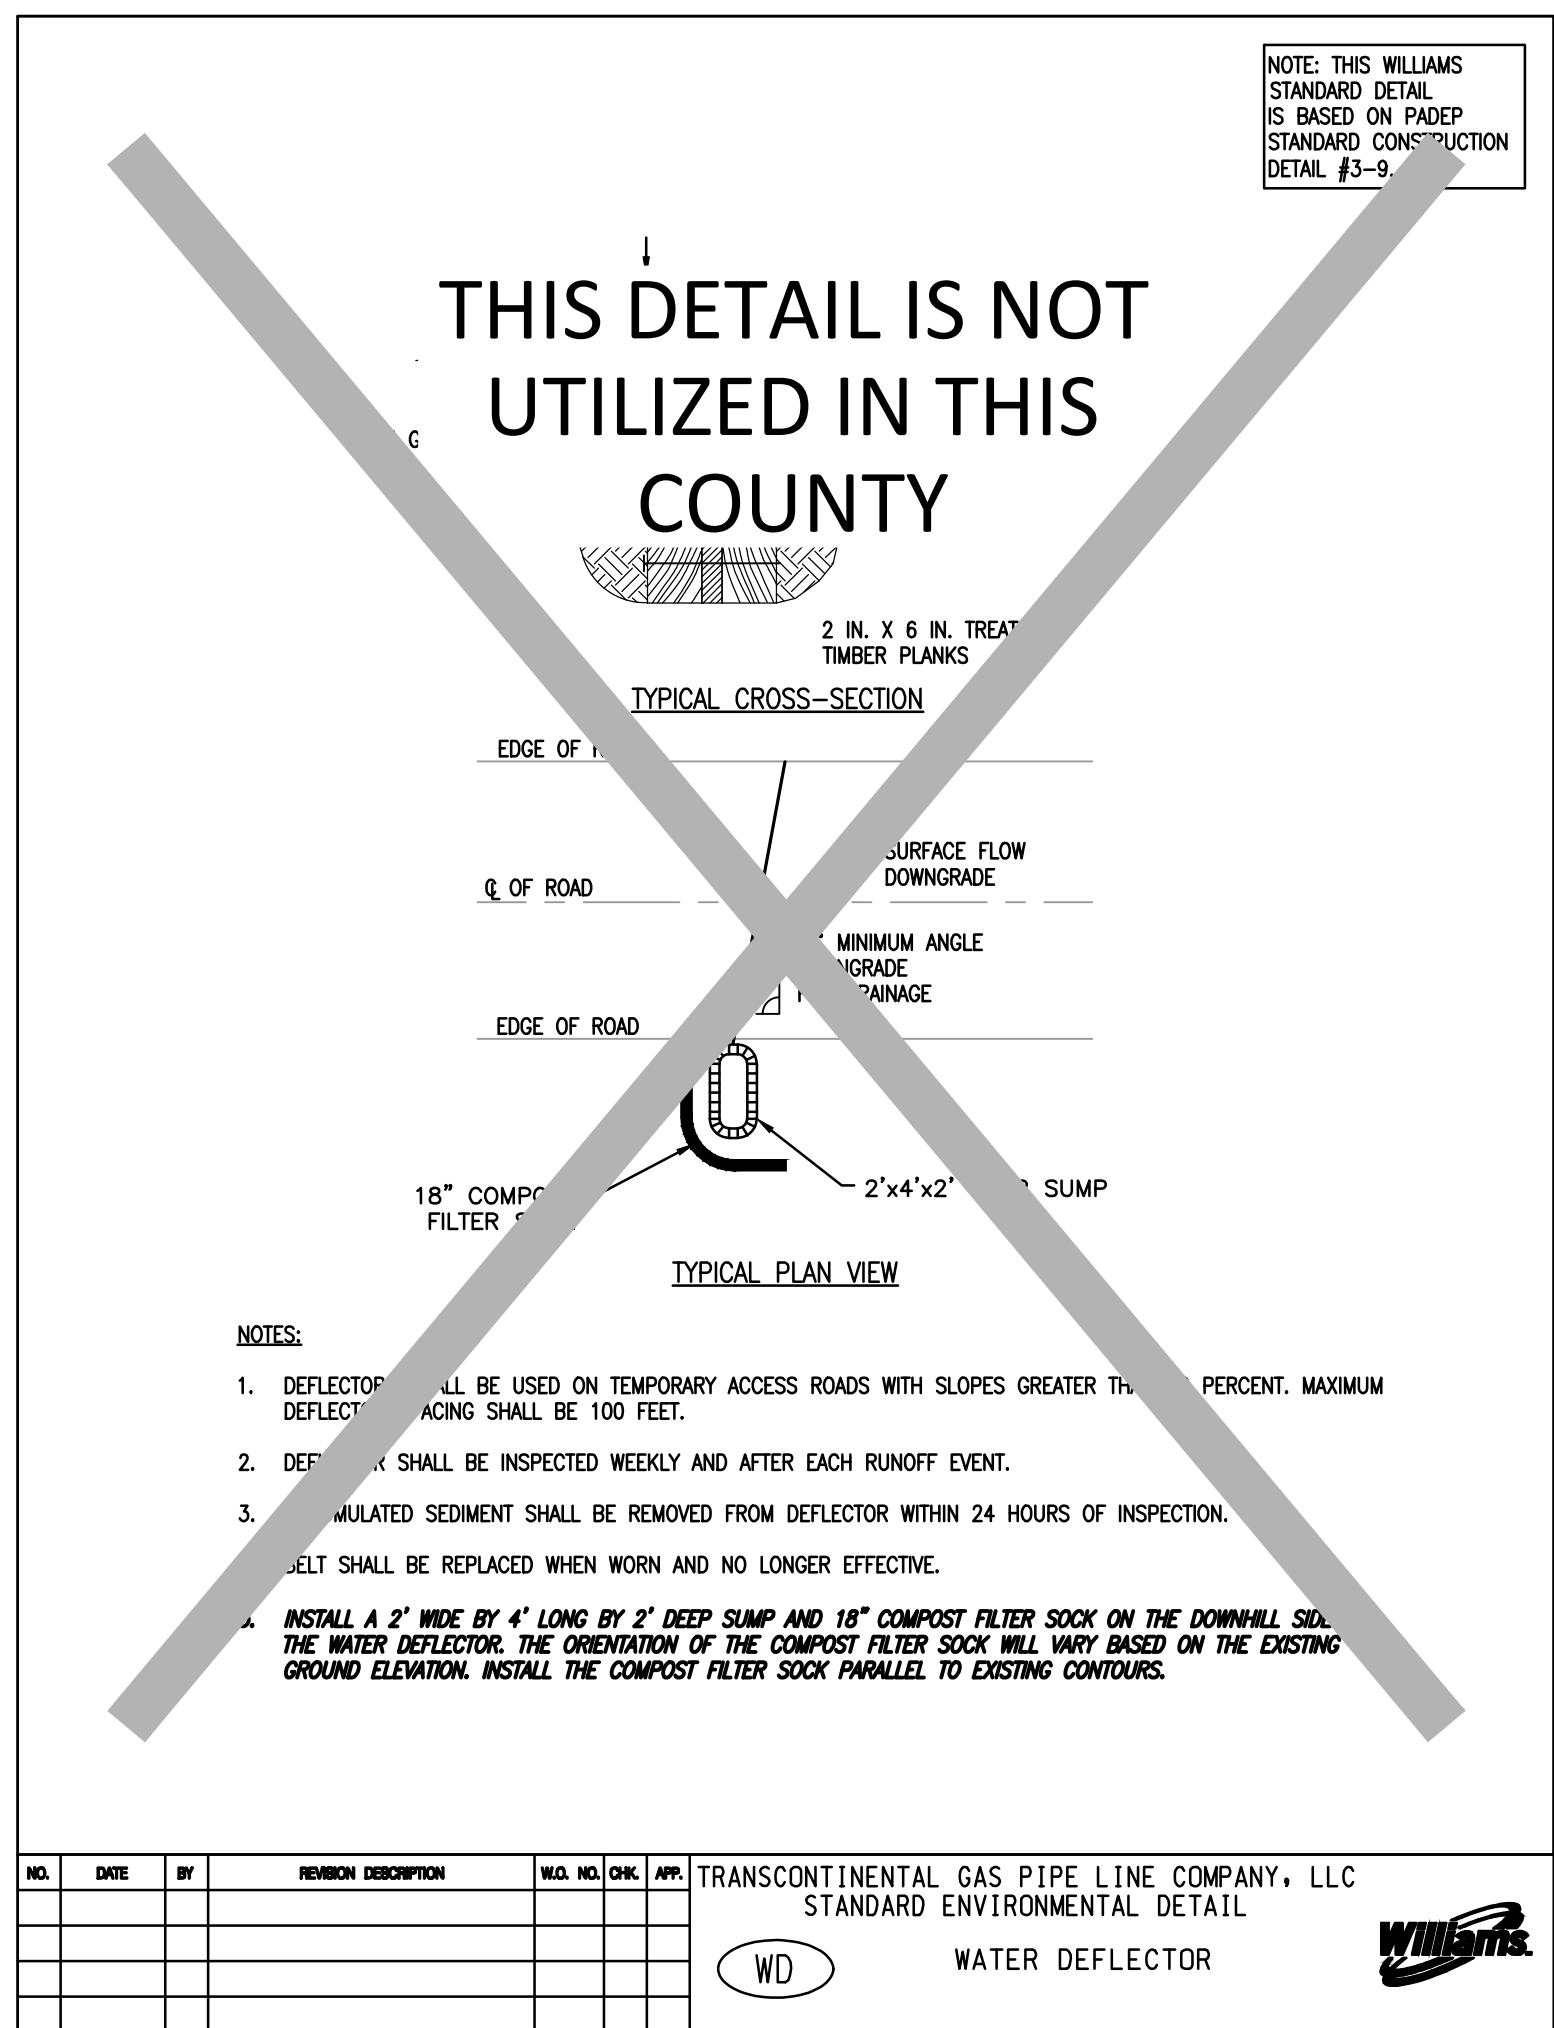 NOTE: THIS WILLIAMS
STANDARD DETAIL
IS BASED ON PADEP
STANDARD CONSTRUCTION
DETAIL #3-9.
THIS DETAIL IS NOT
UTILIZED IN THIS
COUNTY
2 IN. X 6 IN.
TIMBER PLANKS
TYPICAL CROSS-SECTION
EDGE OF
SURFACE FLOW
DOWNGRADE
℄ OF ROAD
MINIMUM ANGLE
EDGE OF ROAD
2'x4'x2' SUMP
18"
FILTER
TYPICAL PLAN VIEW
NOTES:
1. BE USED ON TEMPORARY ACCESS ROADS WITH SLOPES GREATER PERCENT. MAXIMUM
SHALL BE 100 FEET.
2. SHALL BE INSPECTED WEEKLY AND AFTER EACH RUNOFF EVENT.
3. SEDIMENT SHALL BE REMOVED FROM DEFLECTOR WITHIN 24 HOURS OF INSPECTION.
BELT SHALL BE REPLACED WHEN WORN AND NO LONGER EFFECTIVE.
INSTALL A 2' WIDE BY 4' LONG BY 2' DEEP SUMP AND 18" COMPOST FILTER SOCK ON THE DOWNHILL SIDE
THE WATER DEFLECTOR. THE ORIENTATION OF THE COMPOST FILTER SOCK WILL VARY BASED ON THE EXISTING
GROUND ELEVATION. INSTALL THE COMPOST FILTER SOCK PARALLEL TO EXISTING CONTOURS.
NO. DATE BY REVISION DESCRIPTION W.O. NO. CHK. APP.
TRANSCONTINENTAL GAS PIPE LINE COMPANY, LLC
STANDARD ENVIRONMENTAL DETAIL
WD WATER DEFLECTOR
Williams.